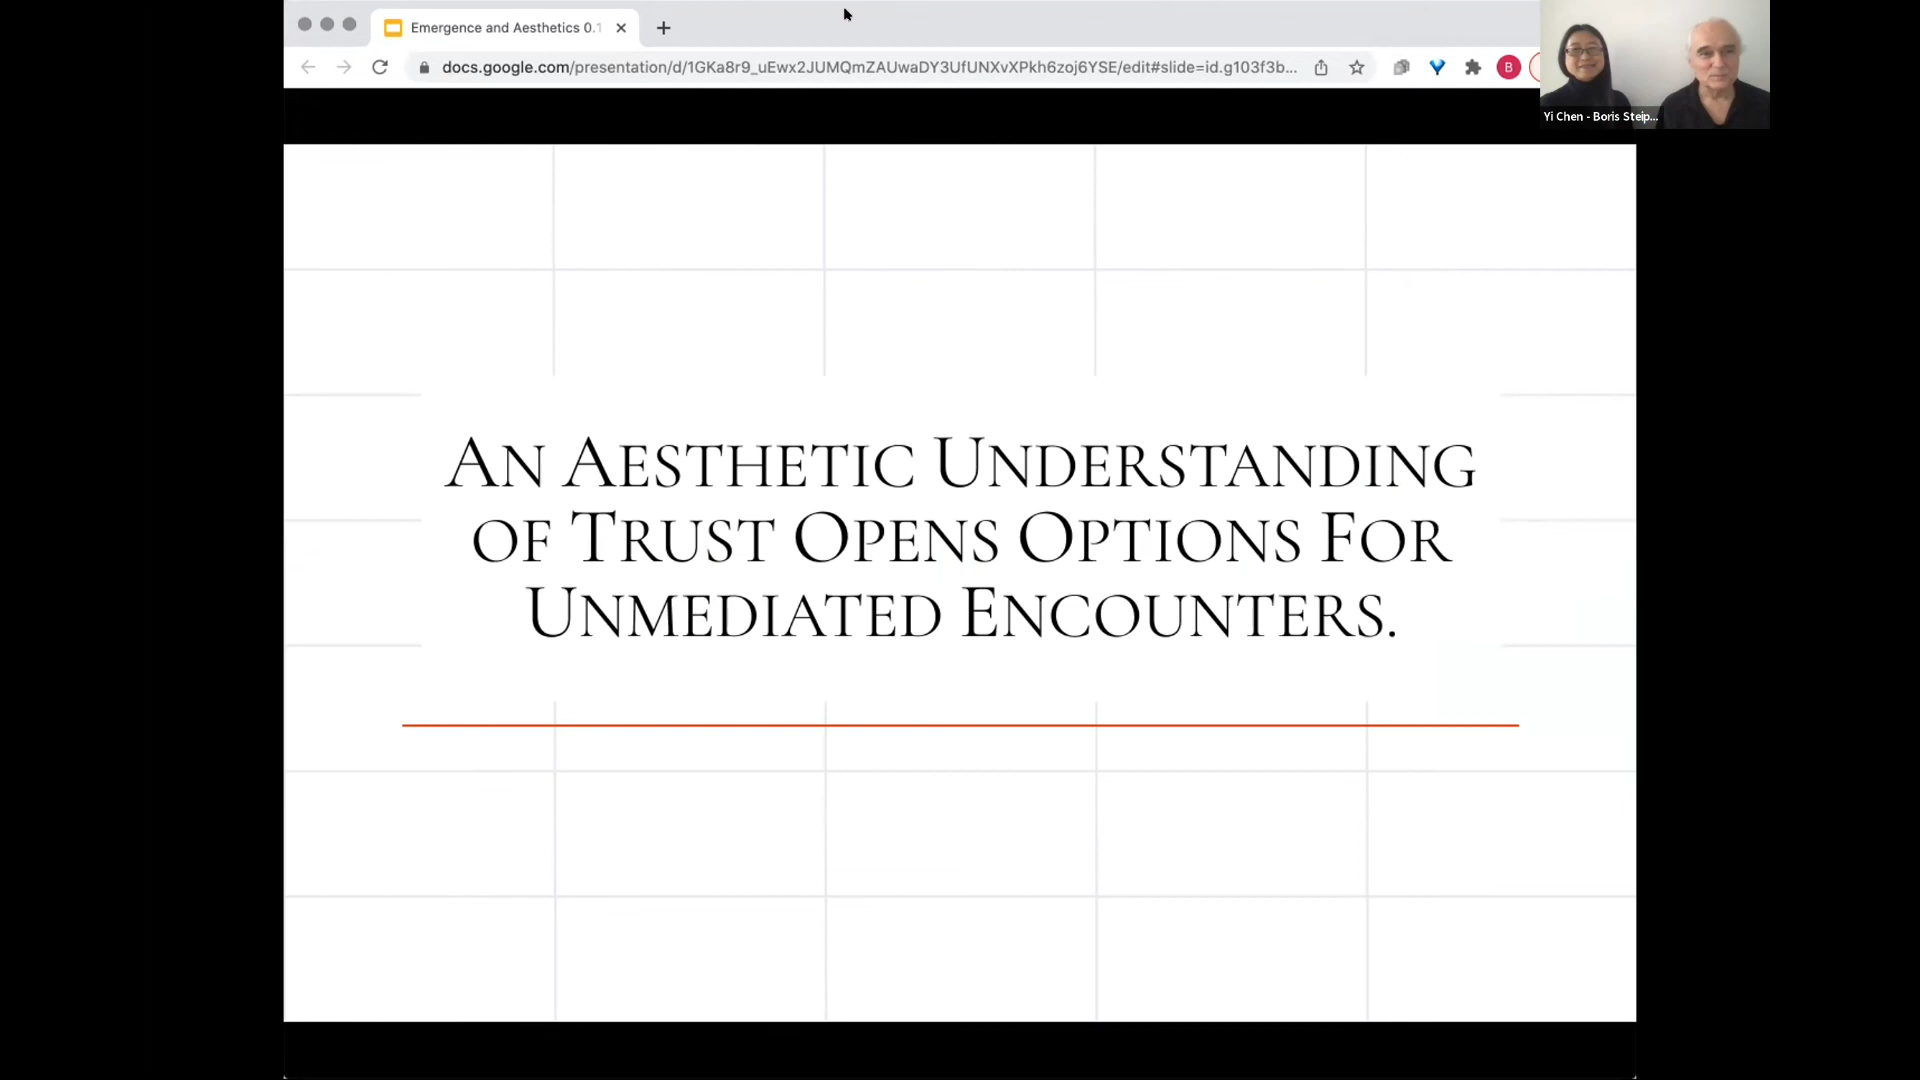 Emergence and Aesthetics 0.1
docs.google.com/presentation/d/1GKa8r9_uEwx2JUMQmZAUwaDY3UfUNXvXPkh6zoj6YSE/edit#slide=id.g103f3b...
B
Yi Chen - Boris Steip...
AN AESTHETIC UNDERSTANDING
OF TRUST OPENS OPTIONS FOR
UNMEDIATED ENCOUNTERS.